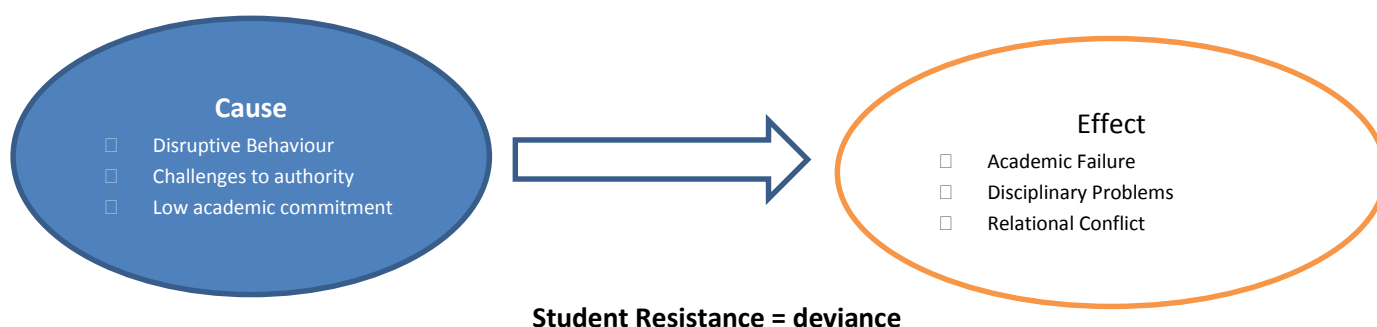 Cause
Disruptive Behaviour
Challenges to authority
Low academic commitment
Effect
Academic Failure
Disciplinary Problems
Relational Conflict
Student Resistance = deviance